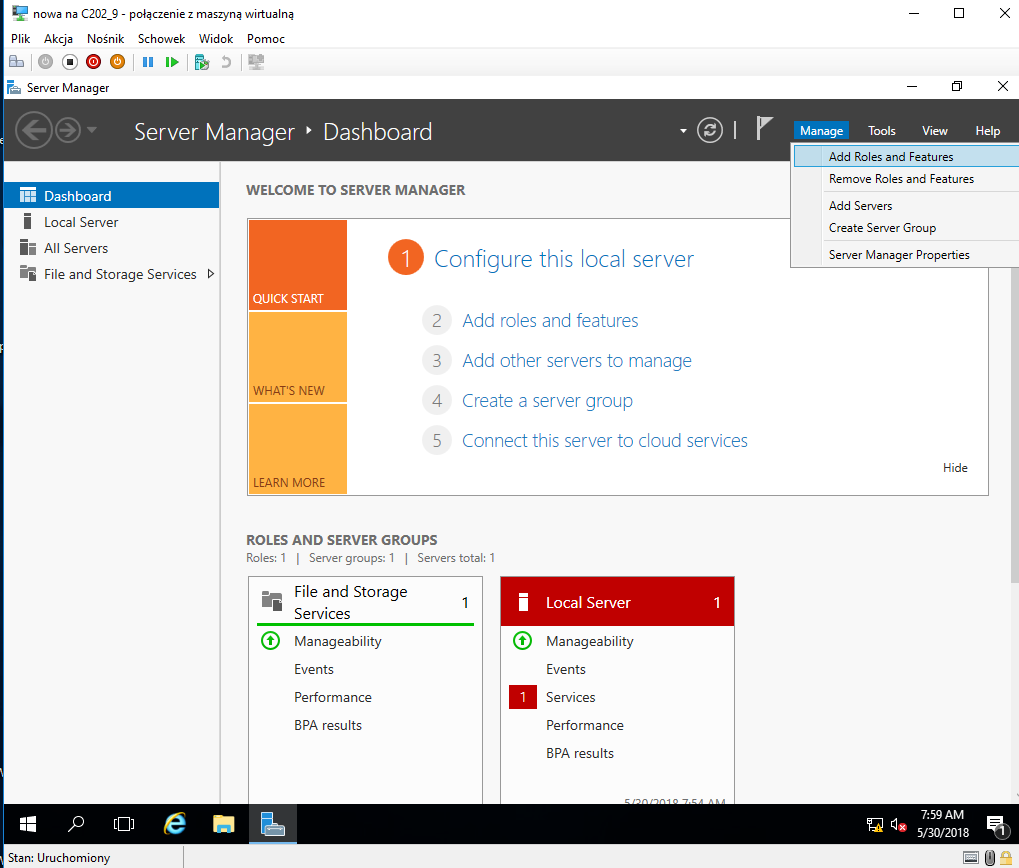 nowa na C202_9 - połączenie z maszyną wirtualną
Plik Akcja Nośnik Schowek Widok Pomoc
Server Manager
Server Manager Dashboard
Manage Tools View Help
Add Roles and Features
Remove Roles and Features
Add Servers
Create Server Group
Server Manager Properties
Dashboard
Local Server
All Servers
File and Storage Services
WELCOME TO SERVER MANAGER
QUICK START
WHAT'S NEW
LEARN MORE
1 Configure this local server
2 Add roles and features
3 Add other servers to manage
4 Create a server group
5 Connect this server to cloud services
Hide
ROLES AND SERVER GROUPS
Roles: 1 | Server groups: 1 | Servers total: 1
File and Storage
Services
1
Manageability
Events
Performance
BPA results
Local Server 1
Manageability
Events
1 Services
Performance
BPA results
5/30/2018 7:54 AM
7:59 AM
5/30/2018
1
Stan: Uruchomiony